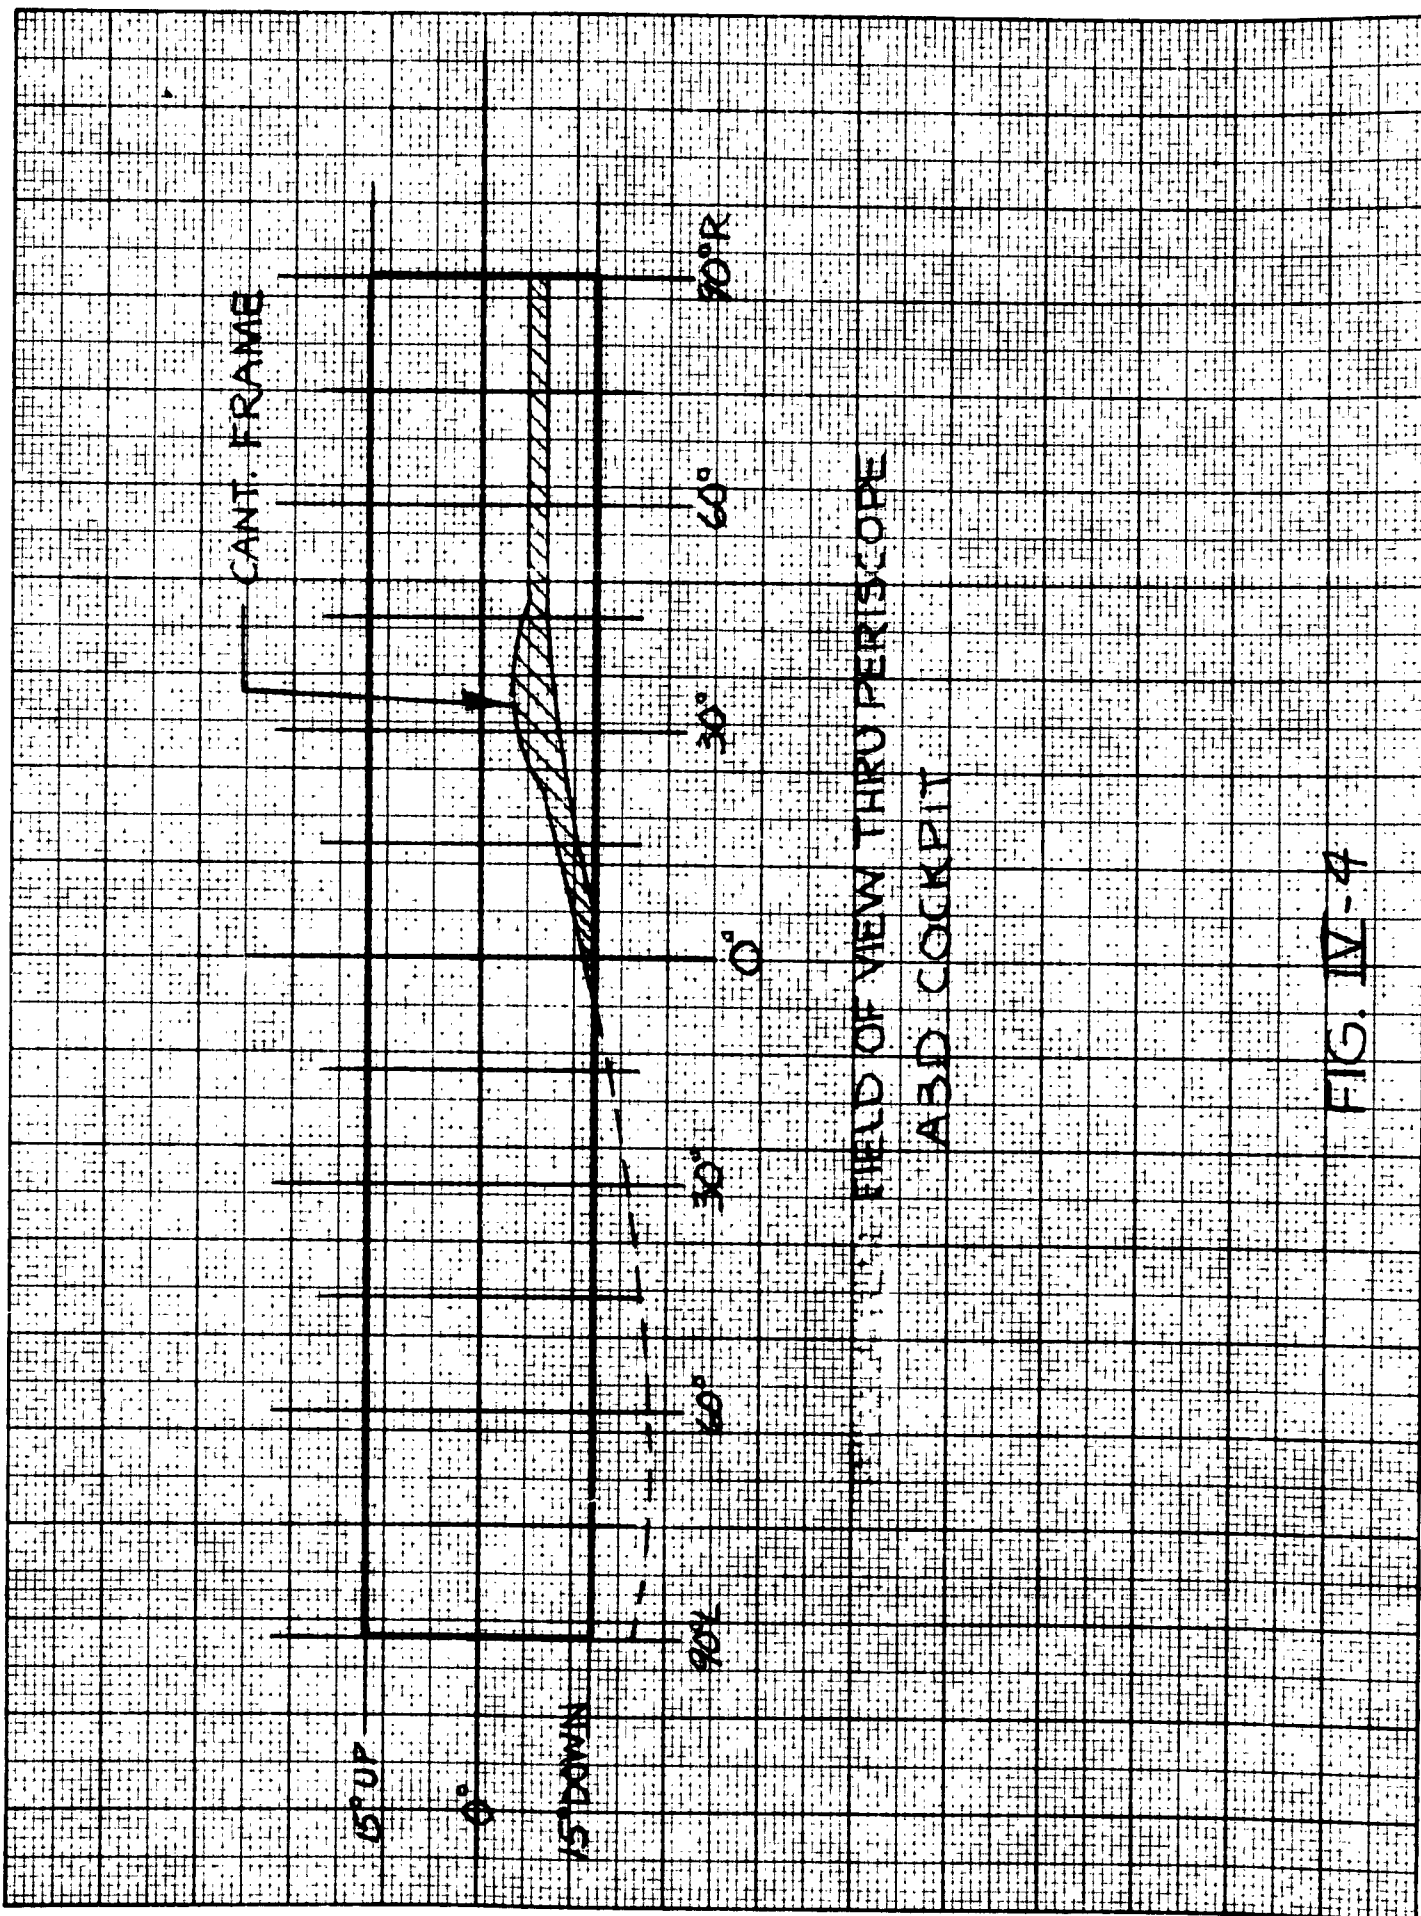 CANT. FRAME
15° UP
0°
15° DOWN
90°L
60°
30°
0°
30°
60°
90°R
FIELD OF VIEW THRU PERISCOPE
A3D COCKPIT
FIG. IV-4